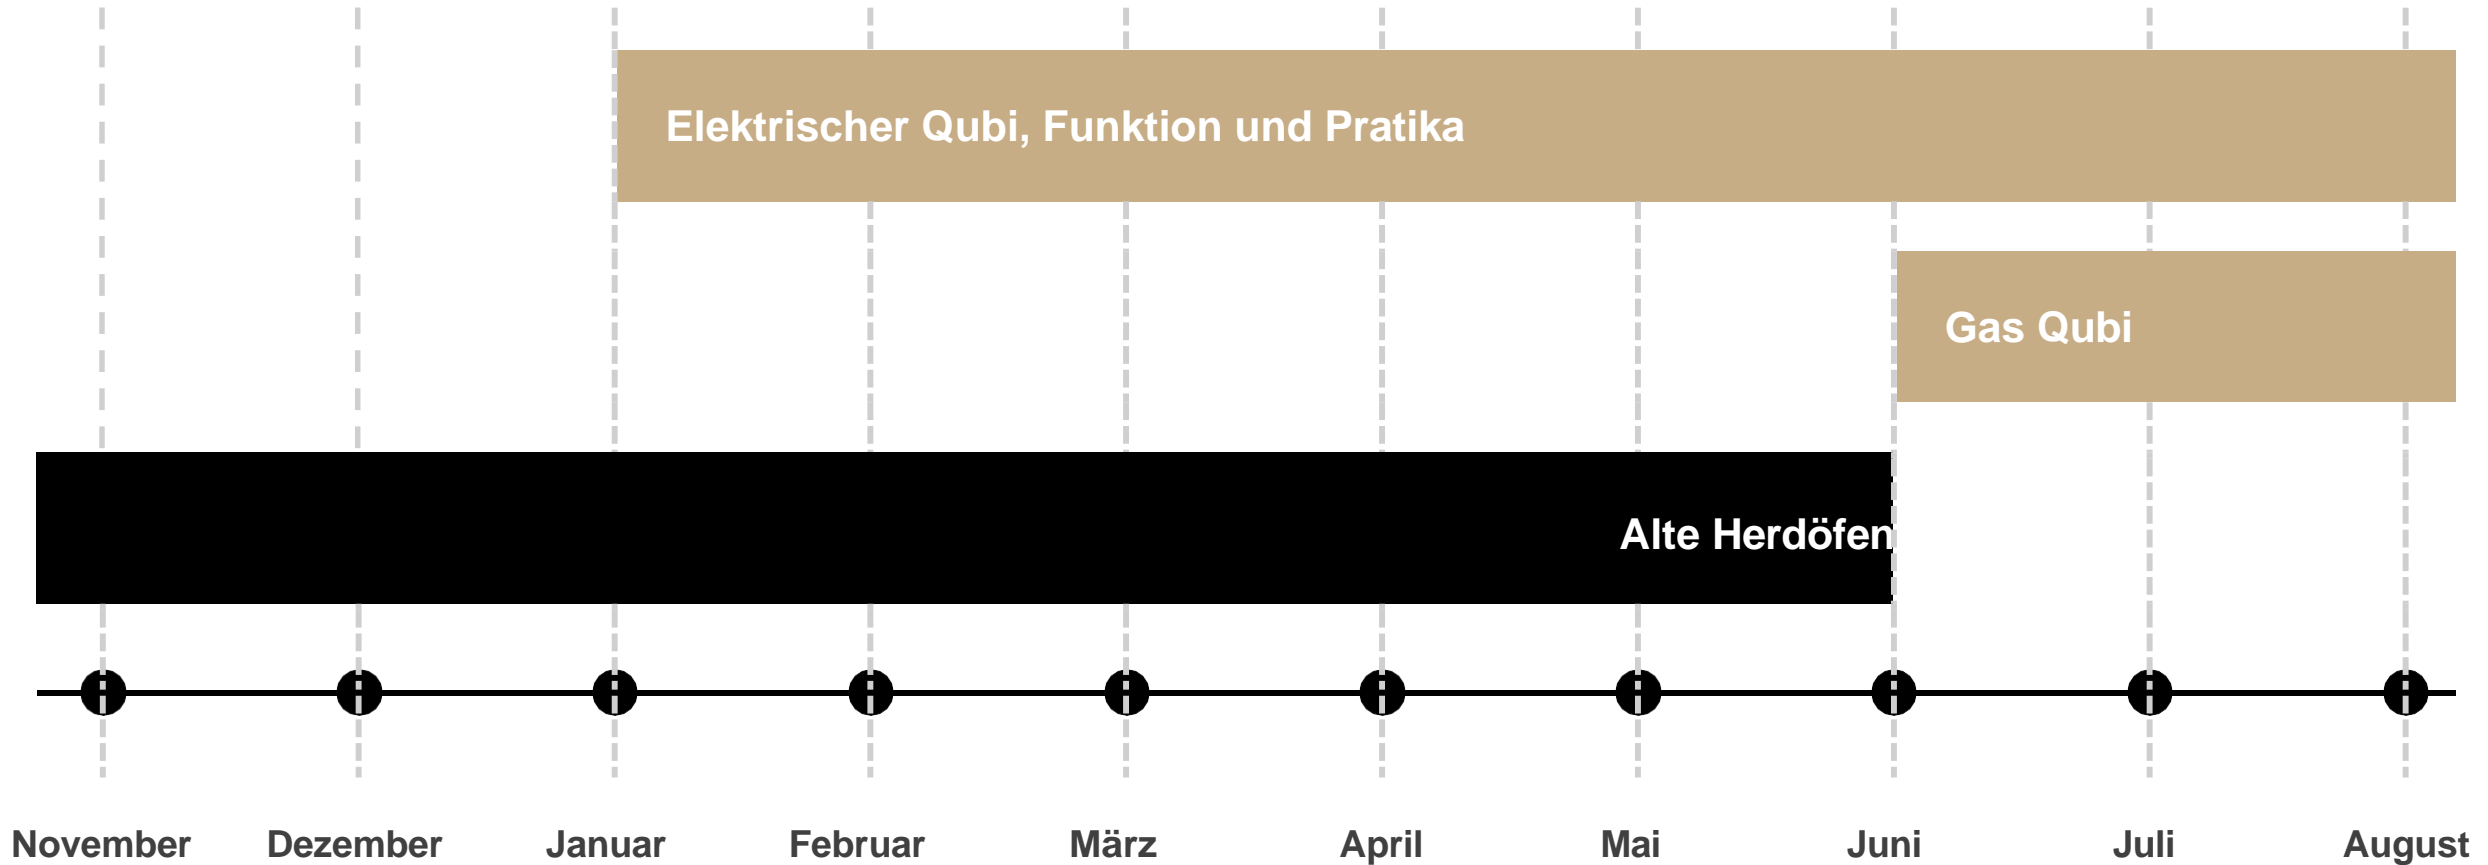 Elektrischer Qubi, Funktion und Pratika
Gas Qubi
Alte Herdöfen
November Dezember Januar Februar März April Mai Juni Juli August